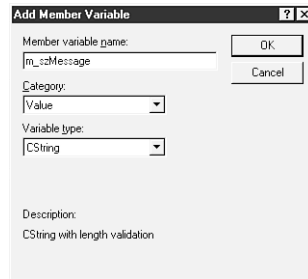 Add Member Variable
Member variable name:
m_szMessage
OK
Cancel
Category:
Value
Variable type:
CString
Description:
CString with length validation